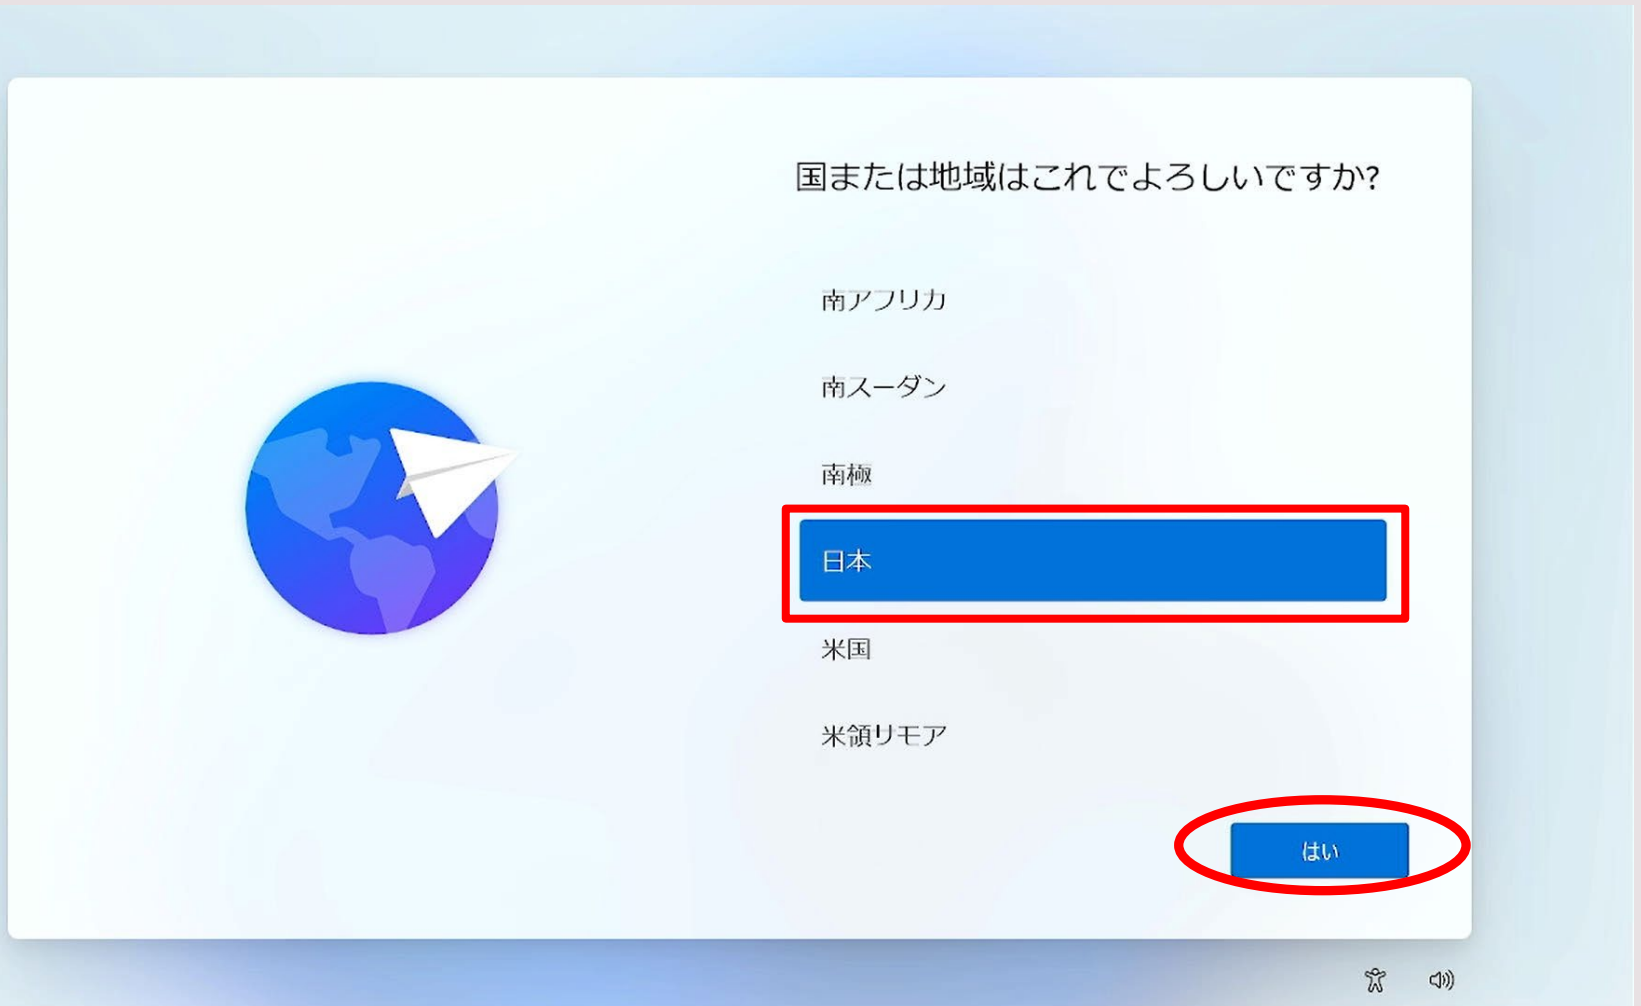 国または地域はこれでよろしいですか?
南アフリカ
南スーダン
南極
日本
米国
米領リモア
はい